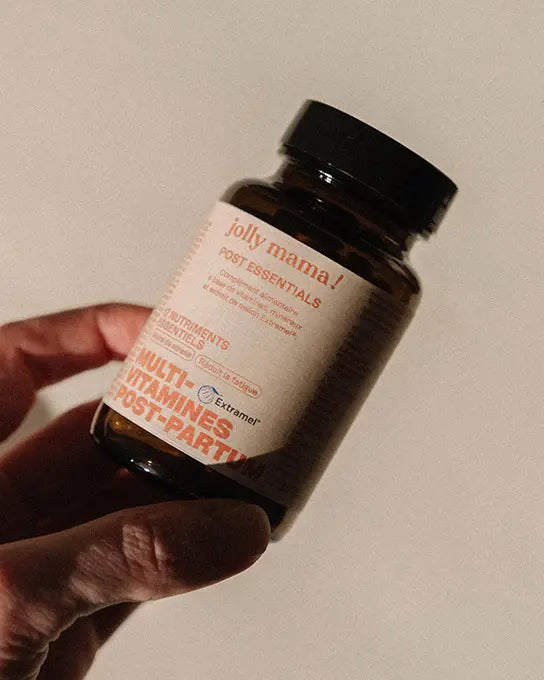 jolly mama!
POST ESSENTIALS
Complément alimentaire
à base de vitamines, minéraux
et extrait de melon Extramel®.
NUTRIMENTS
ESSENTIELS
Réduit la fatigue
Extramel®
MULTI-
VITAMINES
POST-PARTUM